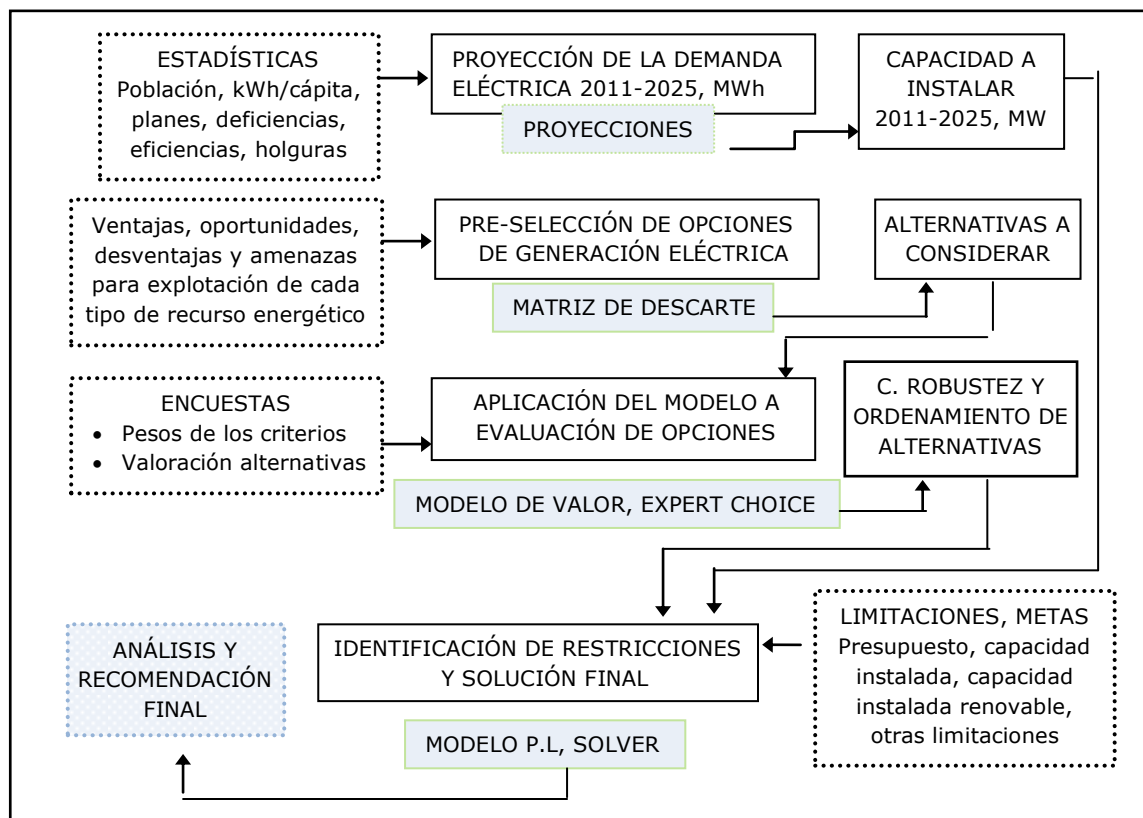 ESTADÍSTICAS
Población, kWh/cápita,
planes, deficiencias,
eficiencias, holguras
PROYECCIÓN DE LA DEMANDA
ELÉCTRICA 2011-2025, MWh
PROYECCIONES
CAPACIDAD A
INSTALAR
2011-2025, MW
Ventajas, oportunidades,
desventajas y amenazas
para explotación de cada
tipo de recurso energético
PRE-SELECCIÓN DE OPCIONES
DE GENERACIÓN ELÉCTRICA
MATRIZ DE DESCARTE
ALTERNATIVAS A
CONSIDERAR
ENCUESTAS
• Pesos de los criterios
• Valoración alternativas
APLICACIÓN DEL MODELO A
EVALUACIÓN DE OPCIONES
MODELO DE VALOR, EXPERT CHOICE
C. ROBUSTEZ Y
ORDENAMIENTO DE
ALTERNATIVAS
ANÁLISIS Y
RECOMENDACIÓN
FINAL
IDENTIFICACIÓN DE RESTRICCIONES
Y SOLUCIÓN FINAL
MODELO P.L, SOLVER
LIMITACIONES, METAS
Presupuesto, capacidad
instalada, capacidad
instalada renovable,
otras limitaciones